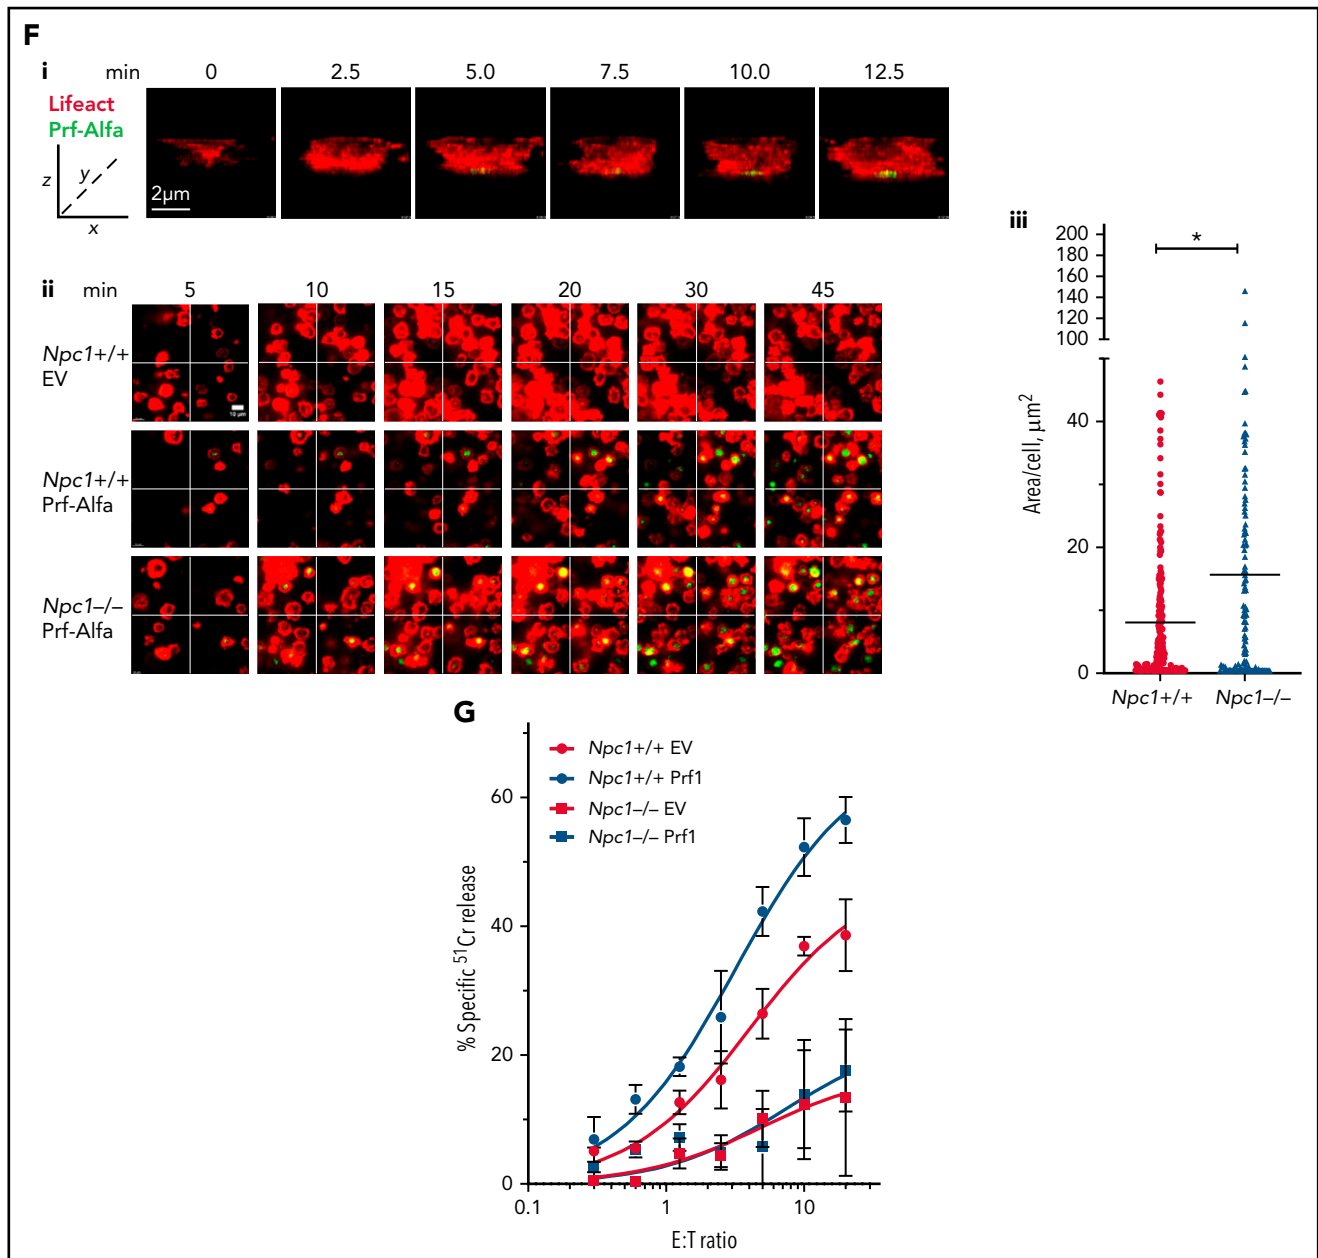 F
i min 0 2.5 5.0 7.5 10.0 12.5
Lifeact
Prf-Alfa
z y x
2µm
ii min 5 10 15 20 30 45
Npc1+/+
EV
10 µm
Npc1+/+
Prf-Alfa
Npc1–/–
Prf-Alfa
iii
*
200
180
160
140
120
100
40
20
0
Area/cell, µm2
Npc1+/+ Npc1–/–
G
Npc1+/+ EV
Npc1+/+ Prf1
Npc1–/– EV
Npc1–/– Prf1
60
40
20
0
% Specific 51Cr release
0.1 1 10
E:T ratio